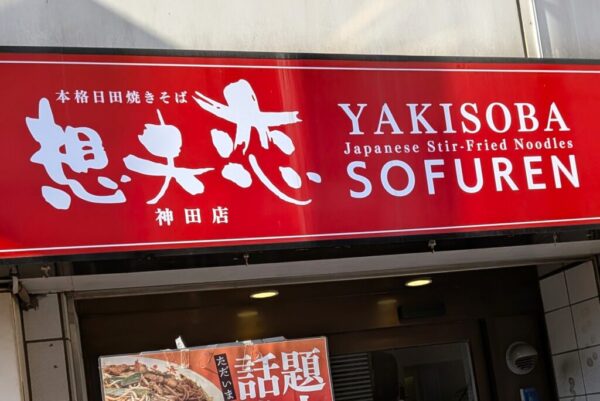 本格日田焼きそば
想夫恋
神田店
YAKISOBA
Japanese Stir-Fried Noodles
SOFUREN
ただいま
話題